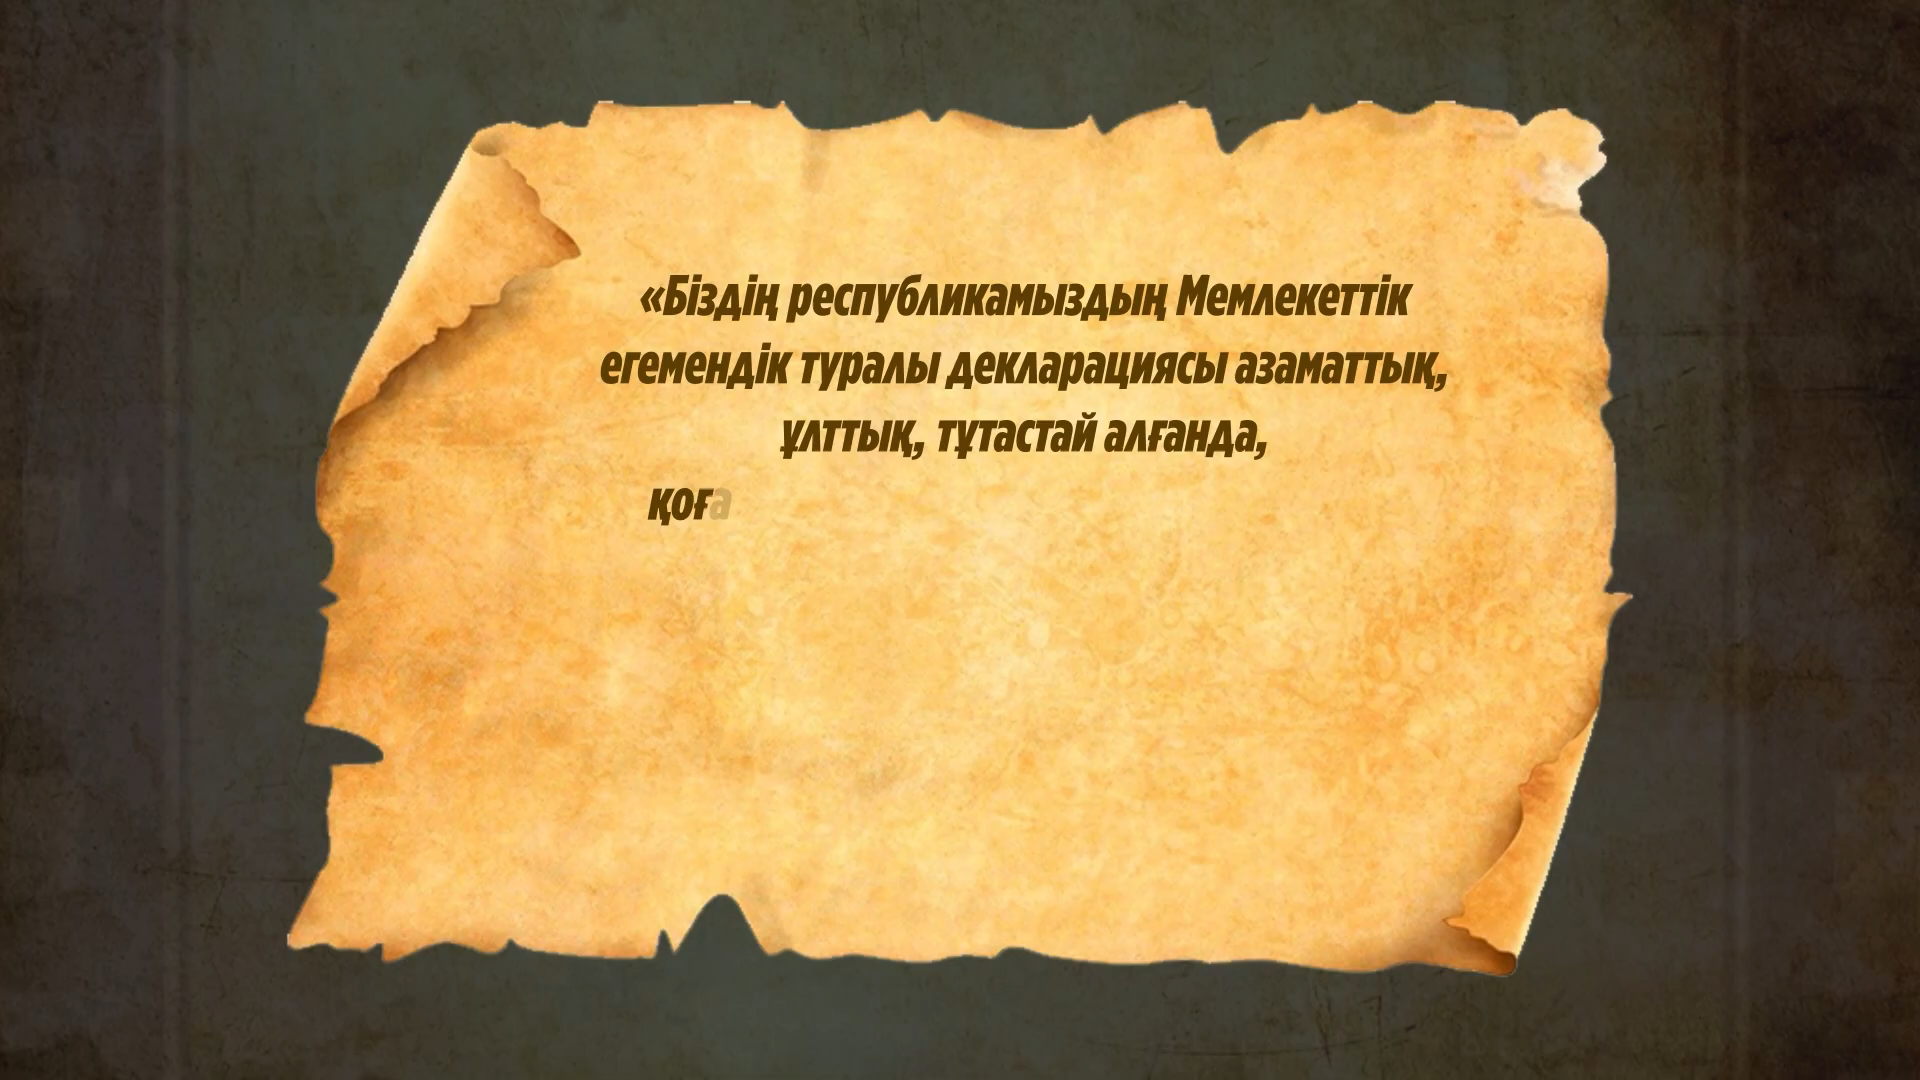 «Біздің республикамыздың Мемлекеттік
егемендік туралы декларациясы азаматтық,
ұлттық, тұтастай алғанда,
қоға